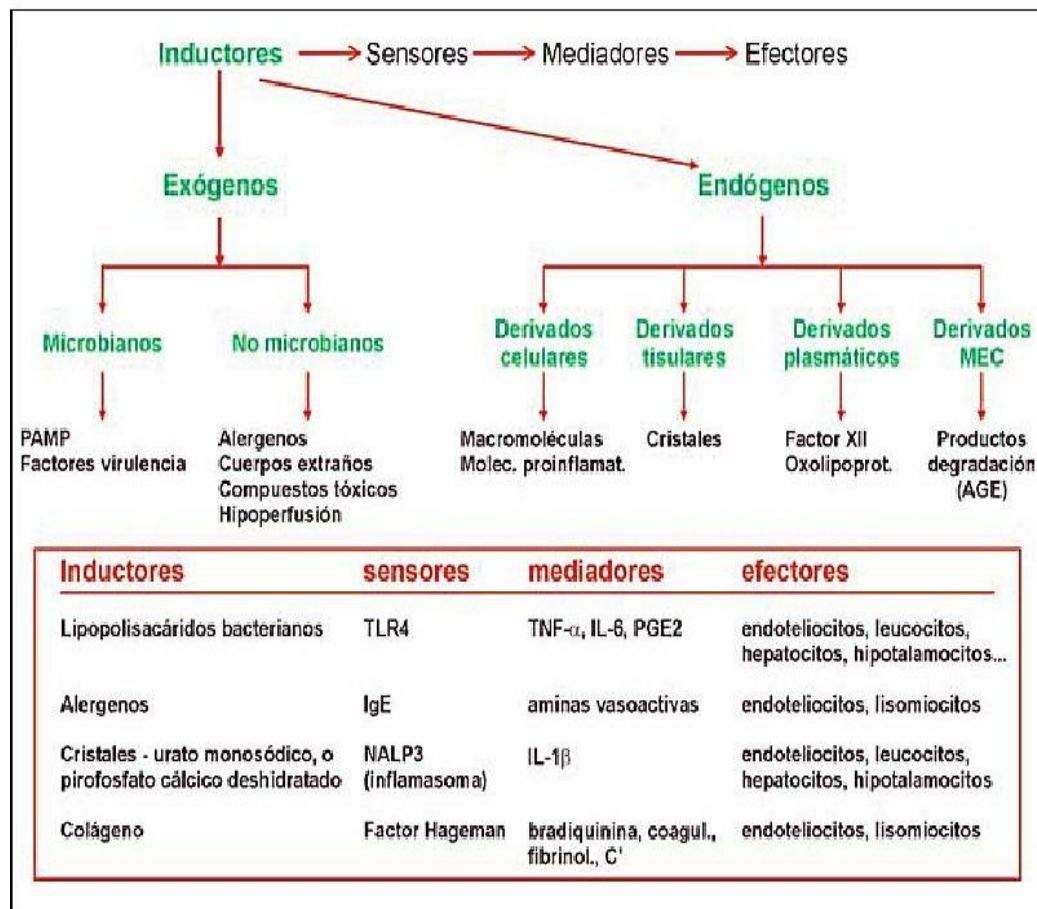 Inductores Sensores Mediadores Efectores
Exógenos
Endógenos
Microbianos
No microbianos
Derivados
celulares
Derivados
tisulares
Derivados
plasmáticos
Derivados
MEC
PAMP
Factores virulencia
Alergenos
Cuerpos extraños
Compuestos tóxicos
Hipoperfusión
Macromoléculas
Molec. proinflamat.
Cristales
Factor XII
Oxolipoprot.
Productos
degradación
(AGE)
Inductores sensores mediadores efectores
Lipopolisacáridos bacterianos TLR4 TNF-α, IL-6, PGE2 endoteliocitos, leucocitos,
hepatocitos, hipotalamocitos...
Alergenos IgE aminas vasoactivas endoteliocitos, lisomiocitos
Cristales - urato monosódico, o NALP3 IL-1β endoteliocitos, leucocitos,
pirofosfato cálcico deshidratado (inflamasoma) hepatocitos, hipotalamocitos
Colágeno Factor Hageman bradiquinina, coagul., endoteliocitos, lisomiocitos
fibrinol., C'